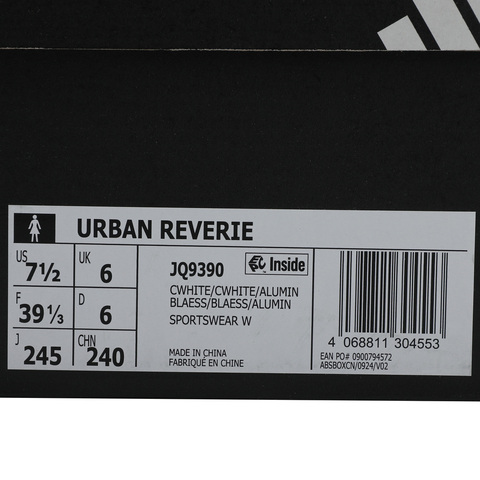 URBAN REVERIE
US 7½ UK 6
F 39⅓ D 6
J 245 CHN 240
JQ9390 Inside
CWHITE/CWHITE/ALUMIN
BLAESS/BLAESS/ALUMIN
SPORTSWEAR W
MADE IN CHINA
FABRIQUÉ EN CHINE
4 068811 304553
EAN PO# 0900794572
ABSBOXCN/0924/V02